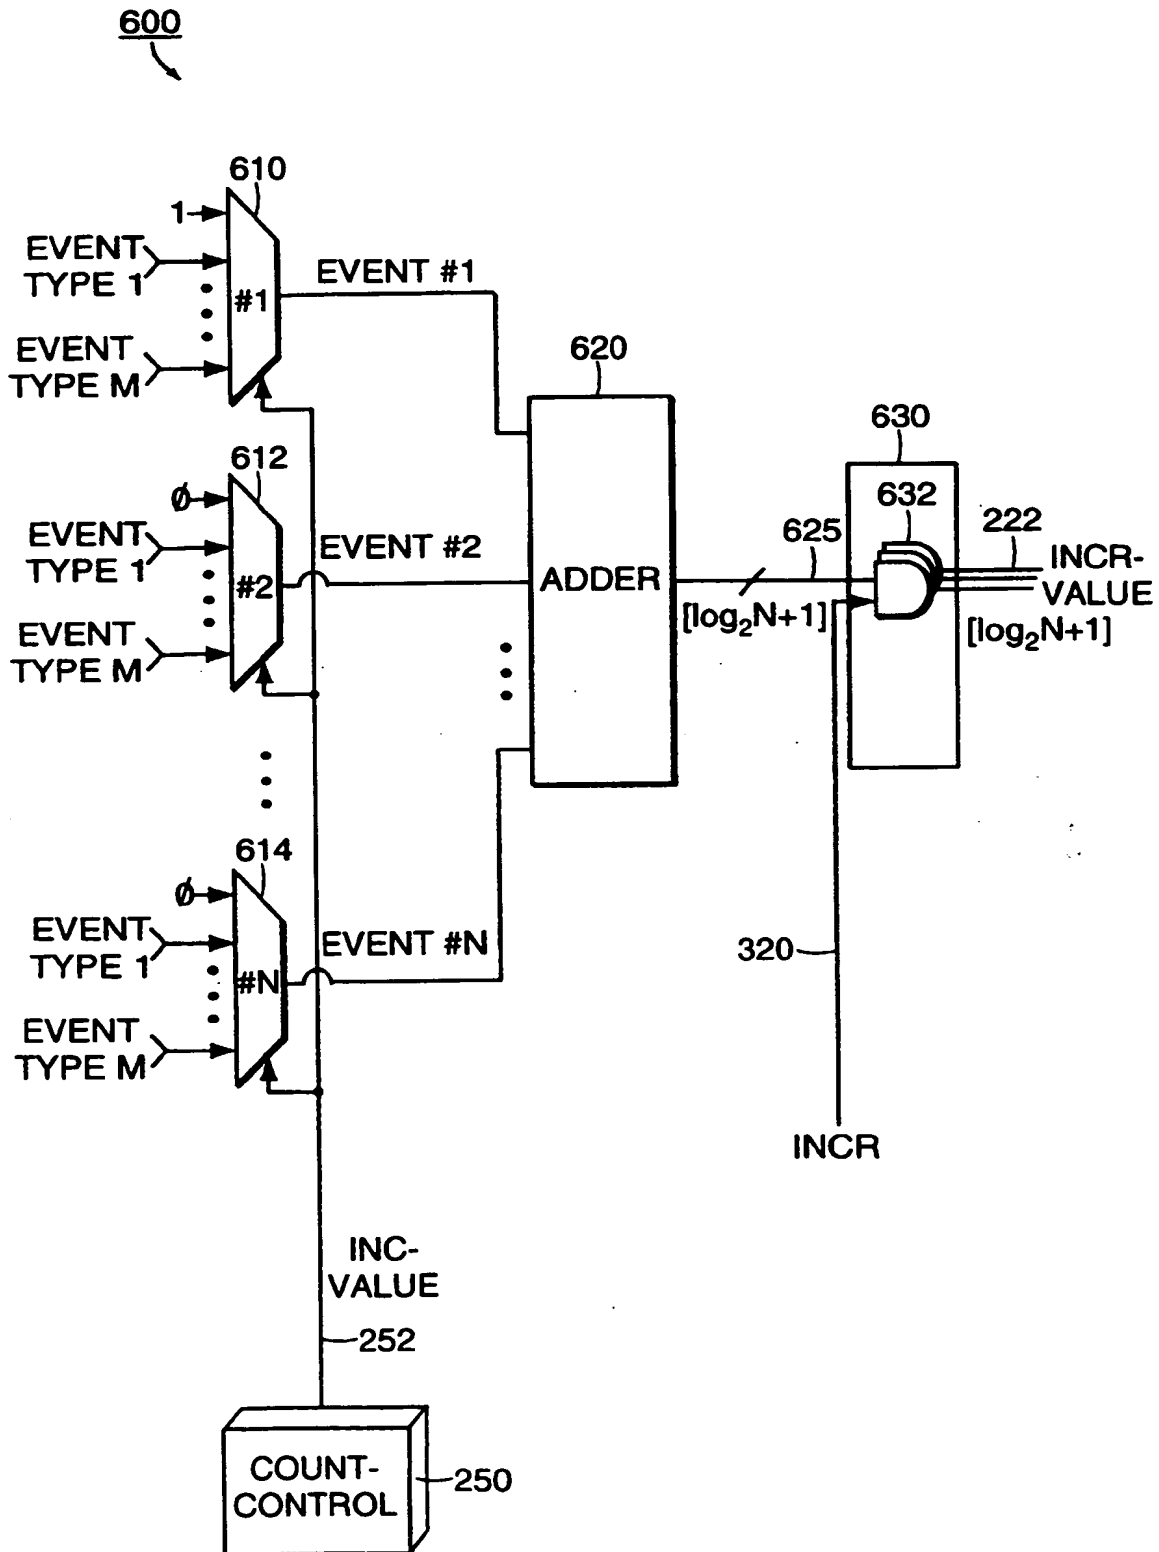 600
610
1
EVENT
TYPE 1
#1
EVENT #1
EVENT
TYPE M
620
630
612
632
Ø
EVENT
TYPE 1
#2
EVENT #2
ADDER
625
222
INCR-
VALUE
[log₂N+1]
[log₂N+1]
EVENT
TYPE M
614
Ø
EVENT
TYPE 1
#N
EVENT #N
320
EVENT
TYPE M
INCR
INC-
VALUE
252
COUNT-
CONTROL
250